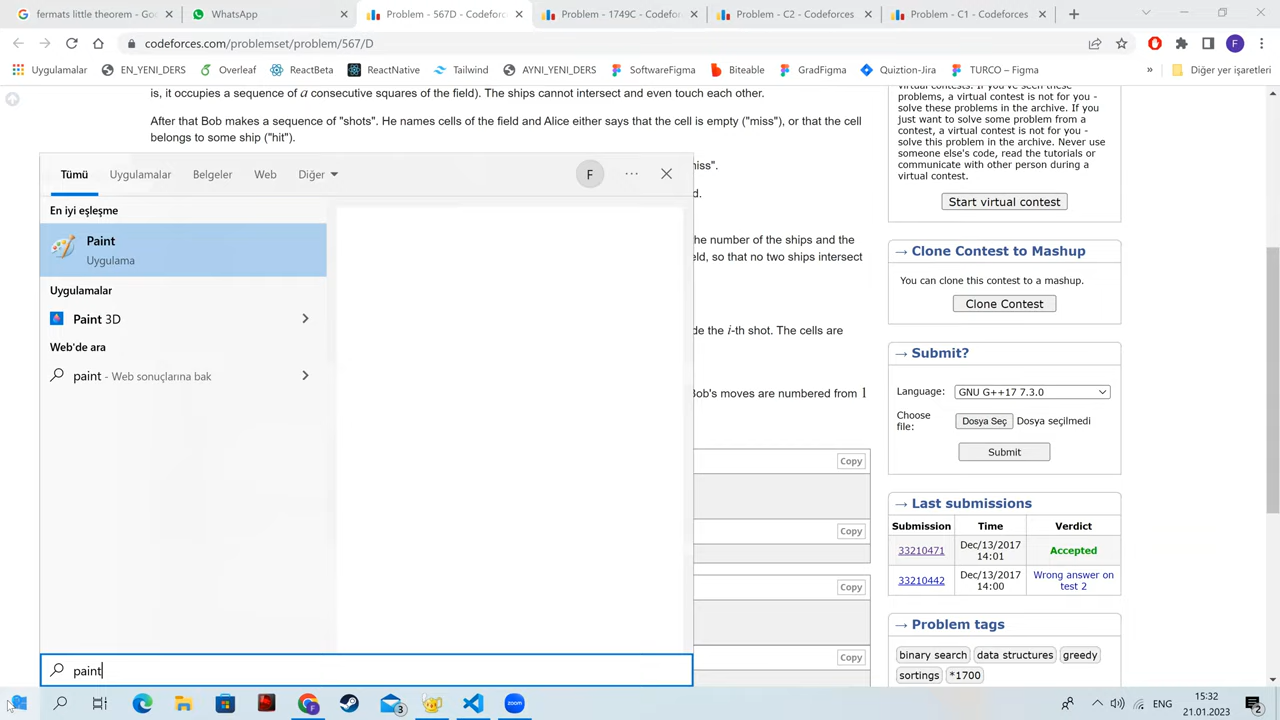 fermats little theorem - Goo
WhatsApp
Problem - 567D - Codeforces
Problem - 1749C - Codeforc
Problem - C2 - Codeforces
Problem - C1 - Codeforces
codeforces.com/problemset/problem/567/D
F
Uygulamalar
EN_YENI_DERS
Overleaf
ReactBeta
ReactNative
Tailwind
AYNI_YENI_DERS
SoftwareFigma
Biteable
GradFigma
Quiztion-Jira
TURCO – Figma
»
Diğer yer işaretleri
is, it occupies a sequence of a consecutive squares of the field). The ships cannot intersect and even touch each other.
After that Bob makes a sequence of "shots". He names cells of the field and Alice either says that the cell is empty ("miss"), or that the cell
belongs to some ship ("hit").
iss".
d.
he number of the ships and the
eld, so that no two ships intersect
de the i-th shot. The cells are
Bob's moves are numbered from 1
Copy
Copy
Copy
Copy
Tümü
Uygulamalar
Belgeler
Web
Diğer
F
En iyi eşleşme
Paint
Uygulama
Uygulamalar
Paint 3D
Web'de ara
paint - Web sonuçlarına bak
paint
virtual contests. If you've seen these
problems, a virtual contest is not for you -
solve these problems in the archive. If you
just want to solve some problem from a
contest, a virtual contest is not for you -
solve this problem in the archive. Never use
someone else's code, read the tutorials or
communicate with other person during a
virtual contest.
Start virtual contest
→ Clone Contest to Mashup
You can clone this contest to a mashup.
Clone Contest
→ Submit?
Language:
GNU G++17 7.3.0
Choose
file:
Dosya Seç
Dosya seçilmedi
Submit
→ Last submissions
Submission
Time
Verdict
33210471
Dec/13/2017
14:01
Accepted
33210442
Dec/13/2017
14:00
Wrong answer on
test 2
→ Problem tags
binary search
data structures
greedy
sortings
*1700
3
F
zoom
ENG
15:32
21.01.2023
2